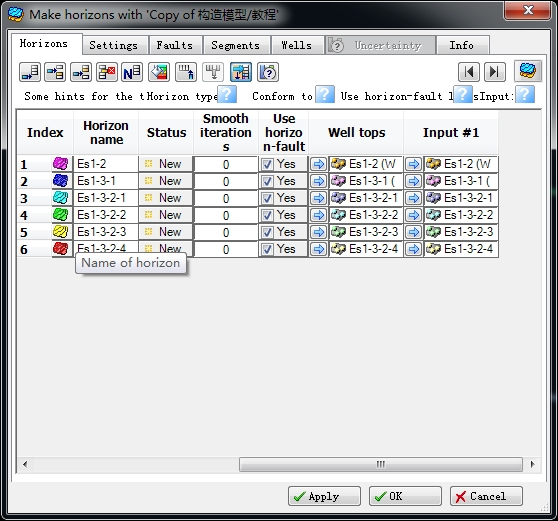 Make horizons with 'Copy of 构造模型/教程'
Horizons Settings Faults Segments Wells Uncertainty Info
Some hints for the t Horizon type Conform to Use horizon-fault l sInput
Index Horizon name Status Smooth iterations Use horizon-fault Well tops Input #1
1 Es1-2 New 0 Yes Es1-2 (W Es1-2 (W
2 Es1-3-1 New 0 Yes Es1-3-1 ( Es1-3-1 (
3 Es1-3-2-1 New 0 Yes Es1-3-2-1 Es1-3-2-1
4 Es1-3-2-2 New 0 Yes Es1-3-2-2 Es1-3-2-2
5 Es1-3-2-3 New 0 Yes Es1-3-2-3 Es1-3-2-3
6 Es1-3-2-4 New 0 Yes Es1-3-2-4 Es1-3-2-4
Name of horizon
Apply OK Cancel